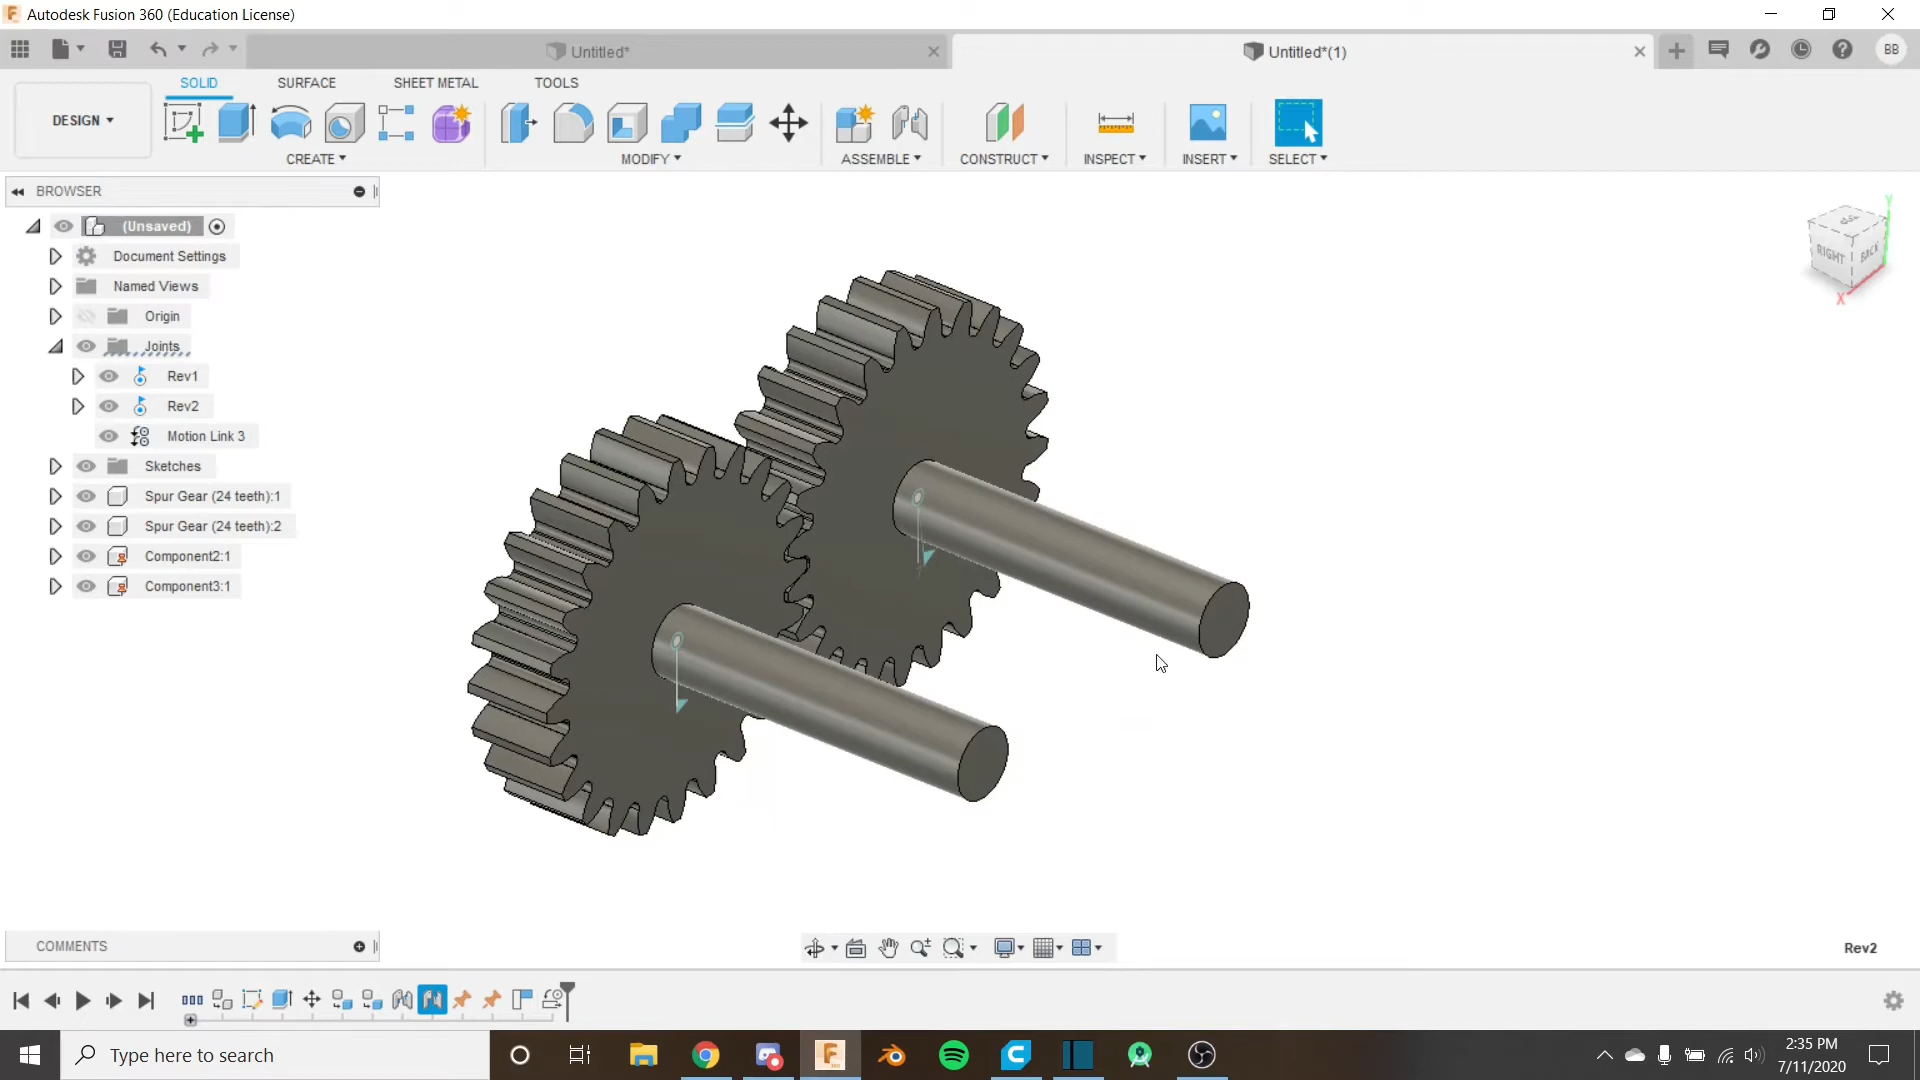 Autodesk Fusion 360 (Education License)
Untitled*
Untitled*(1)
BB
SOLID
SURFACE
SHEET METAL
TOOLS
DESIGN
CREATE
MODIFY
ASSEMBLE
CONSTRUCT
INSPECT
INSERT
SELECT
BROWSER
(Unsaved)
Document Settings
Named Views
Origin
Joints
Rev1
Rev2
Motion Link 3
Sketches
Spur Gear (24 teeth):1
Spur Gear (24 teeth):2
Component2:1
Component3:1
TOP
RIGHT
BACK
Y
X
COMMENTS
Rev2
Type here to search
2:35 PM
7/11/2020